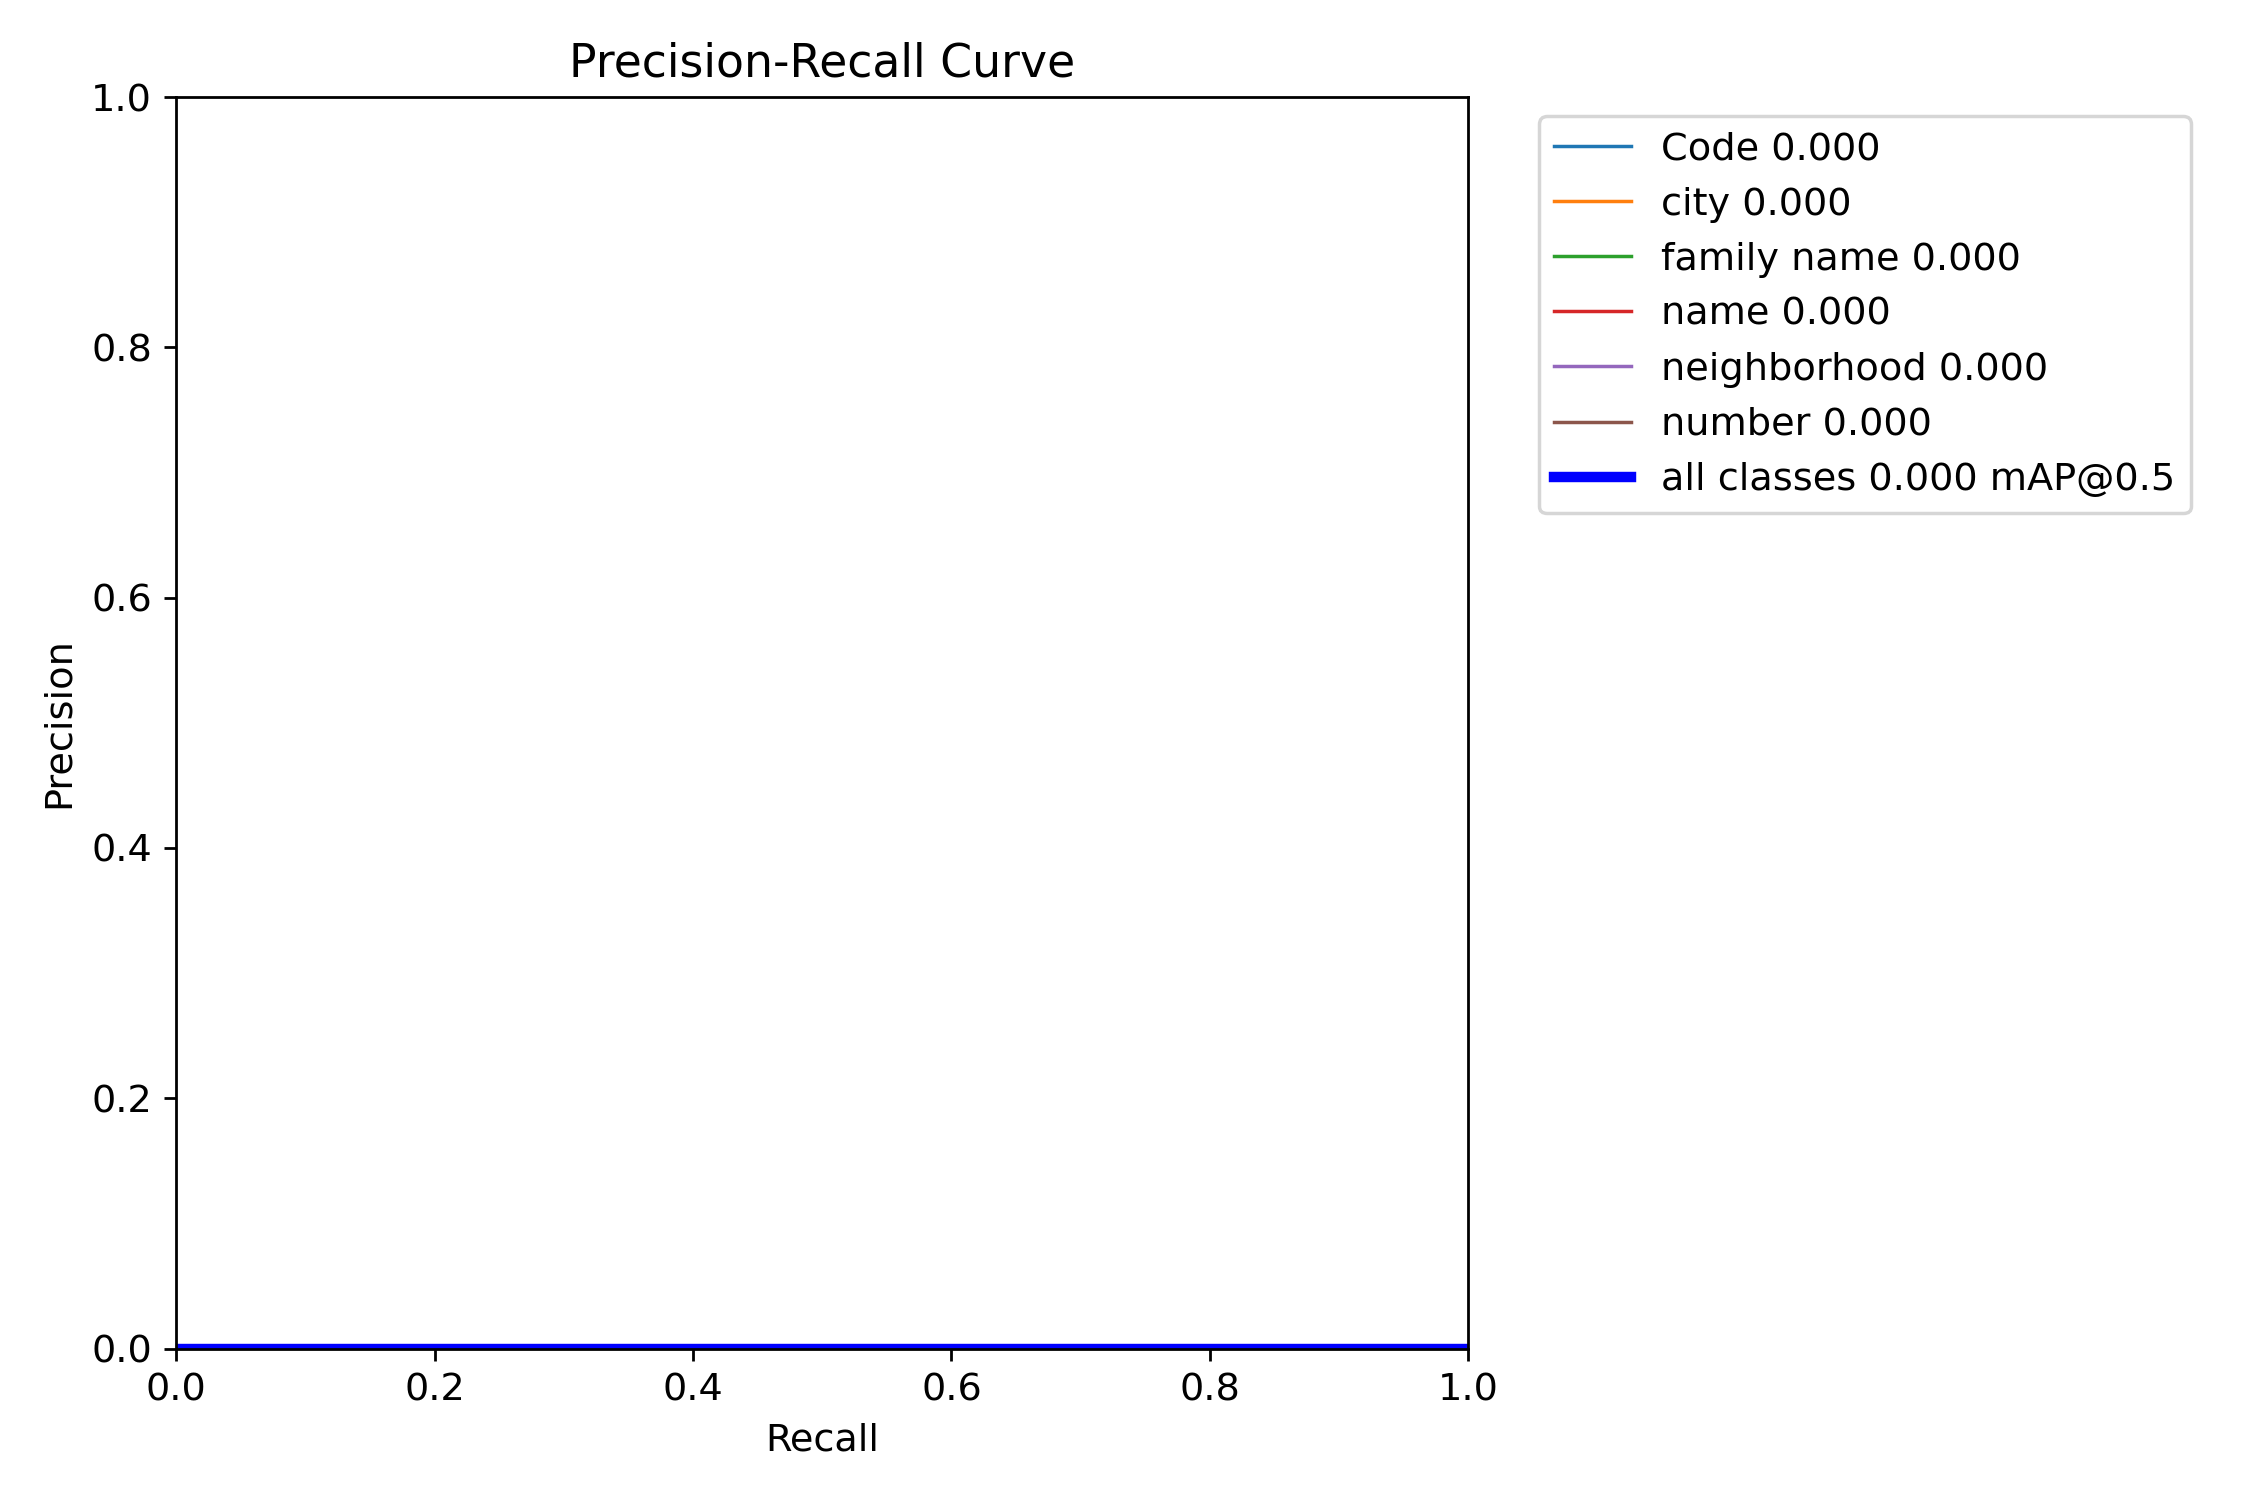 Precision-Recall Curve
1.0
0.8
0.6
0.4
0.2
0.0
Precision
0.0 0.2 0.4 0.6 0.8 1.0
Recall
Code 0.000
city 0.000
family name 0.000
name 0.000
neighborhood 0.000
number 0.000
all classes 0.000 mAP@0.5